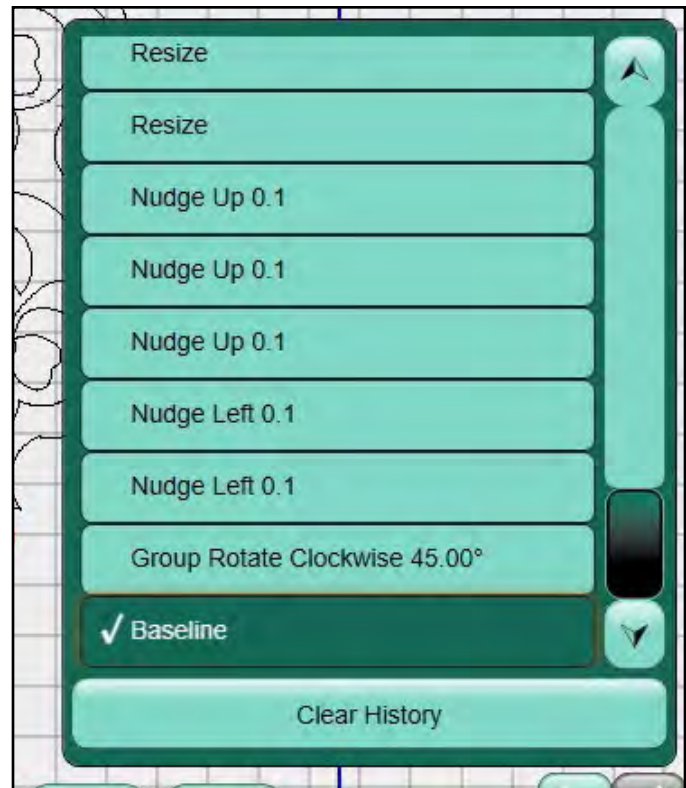 Resize
Resize
Nudge Up 0.1
Nudge Up 0.1
Nudge Up 0.1
Nudge Left 0.1
Nudge Left 0.1
Group Rotate Clockwise 45.00°
✓ Baseline
Clear History